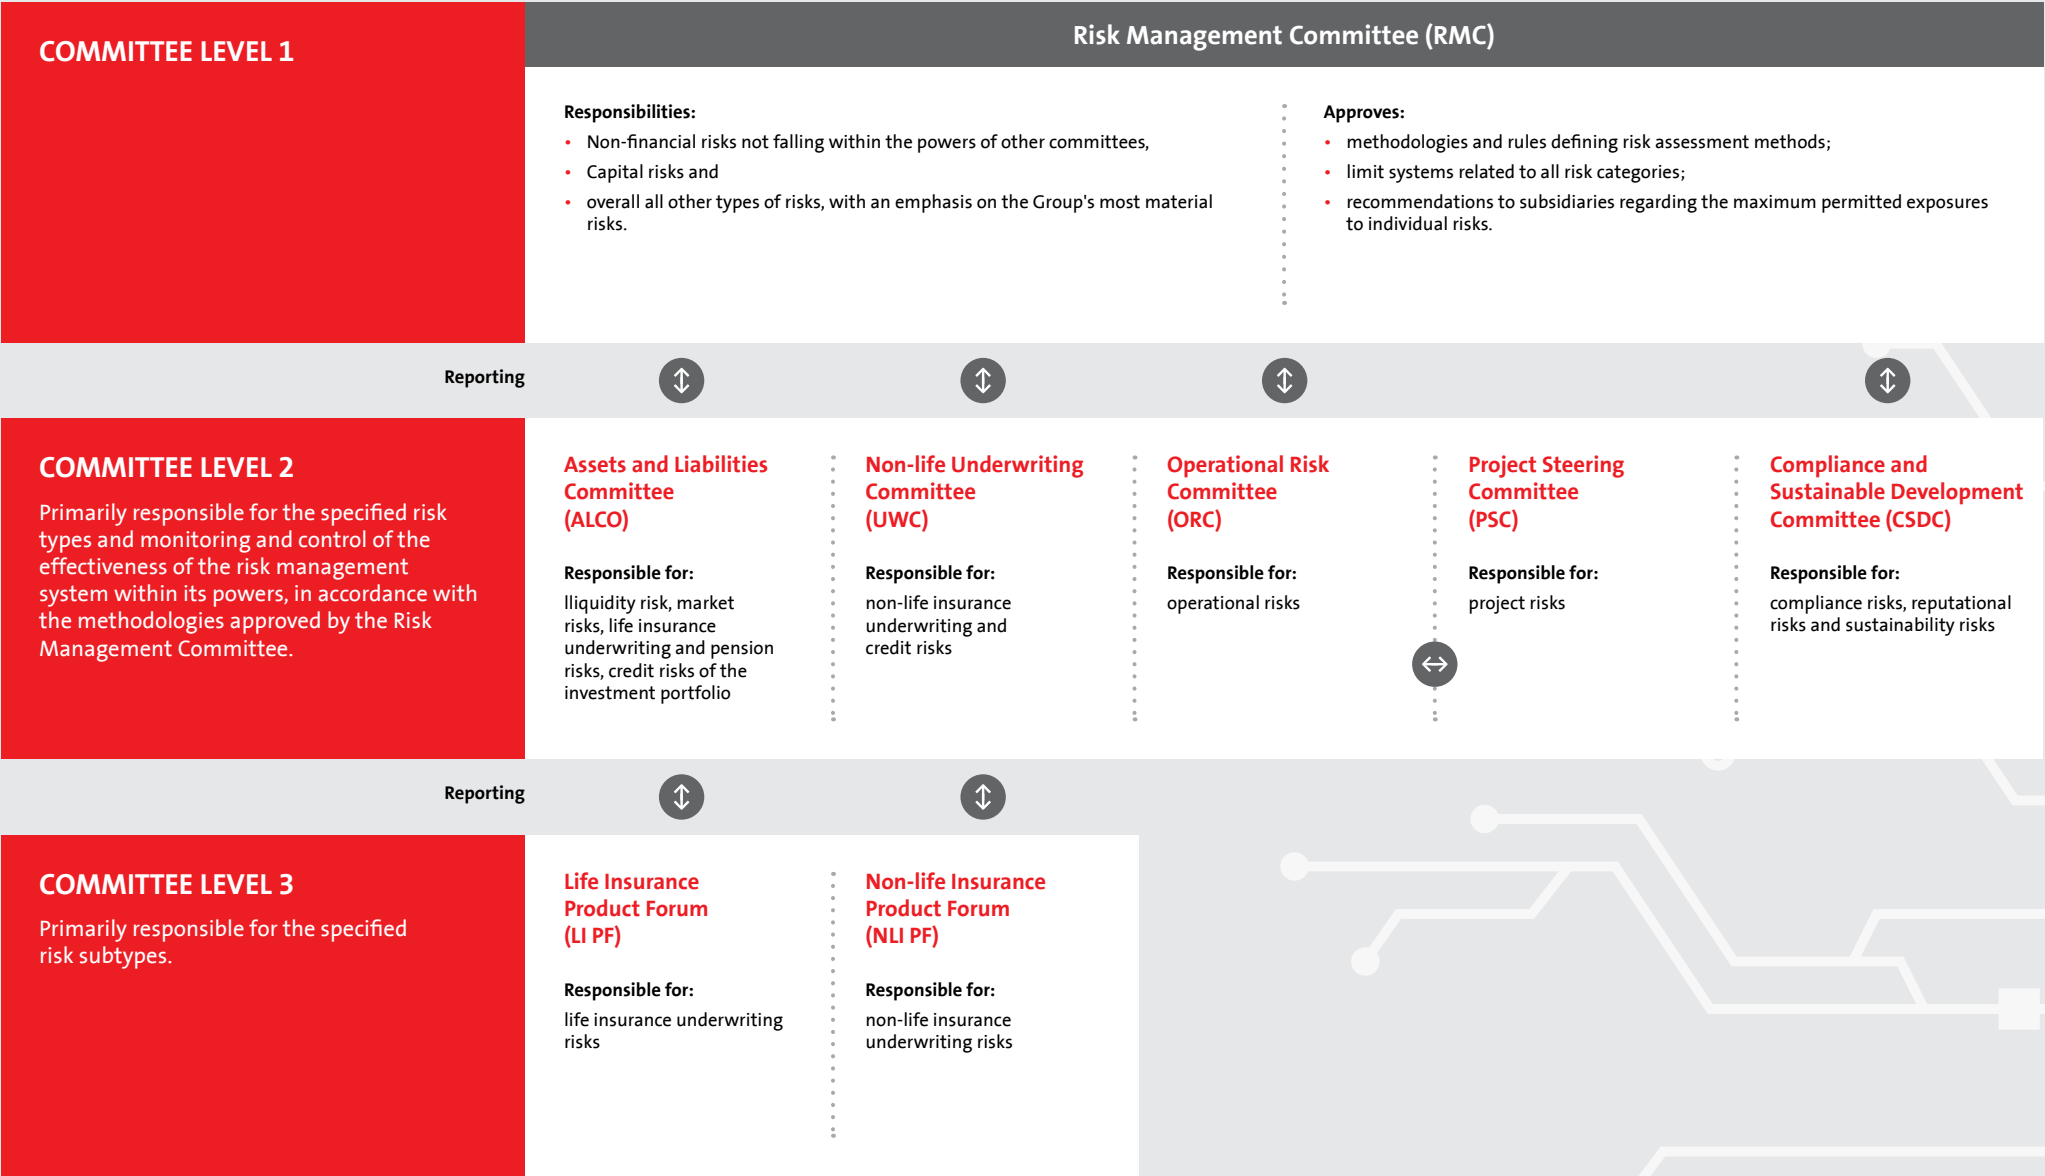 COMMITTEE LEVEL 1
Risk Management Committee (RMC)
Responsibilities:
• Non-financial risks not falling within the powers of other committees,
• Capital risks and
• overall all other types of risks, with an emphasis on the Group's most material
risks.
Approves:
• methodologies and rules defining risk assessment methods;
• limit systems related to all risk categories;
• recommendations to subsidiaries regarding the maximum permitted exposures
to individual risks.
Reporting
COMMITTEE LEVEL 2
Primarily responsible for the specified risk
types and monitoring and control of the
effectiveness of the risk management
system within its powers, in accordance with
the methodologies approved by the Risk
Management Committee.
Assets and Liabilities
Committee
(ALCO)
Responsible for:
lliquidity risk, market
risks, life insurance
underwriting and pension
risks, credit risks of the
investment portfolio
Non-life Underwriting
Committee
(UWC)
Responsible for:
non-life insurance
underwriting and
credit risks
Operational Risk
Committee
(ORC)
Responsible for:
operational risks
Project Steering
Committee
(PSC)
Responsible for:
project risks
Compliance and
Sustainable Development
Committee (CSDC)
Responsible for:
compliance risks, reputational
risks and sustainability risks
Reporting
COMMITTEE LEVEL 3
Primarily responsible for the specified
risk subtypes.
Life Insurance
Product Forum
(LI PF)
Responsible for:
life insurance underwriting
risks
Non-life Insurance
Product Forum
(NLI PF)
Responsible for:
non-life insurance
underwriting risks